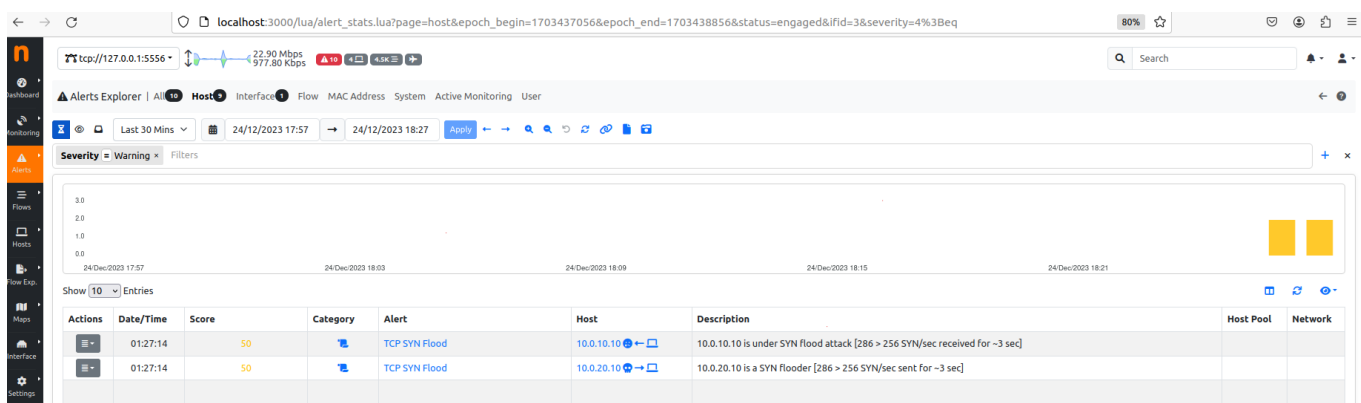 localhost:3000/lua/alert_stats.lua?page=host&epoch_begin=1703437056&epoch_end=1703438856&status=engaged&ifid=3&severity=4%3Beq 80%
n tcp://127.0.0.1:5556 22.90 Mbps 977.80 Kbps 10 4 4.5K Search
Dashboard
Alerts Explorer | All 10 Host 9 Interface 1 Flow MAC Address System Active Monitoring User
Monitoring
Last 30 Mins 24/12/2023 17:57 → 24/12/2023 18:27 Apply ← →
Alerts
Severity = Warning × Filters + ×
Flows
Hosts
Flow Exp.
Maps
Interface
Settings
3.0
2.0
1.0
0.0
24/Dec/2023 17:57 24/Dec/2023 18:03 24/Dec/2023 18:09 24/Dec/2023 18:15 24/Dec/2023 18:21
Show 10 Entries
Actions Date/Time Score Category Alert Host Description Host Pool Network
01:27:14 50 TCP SYN Flood 10.0.10.10 10.0.10.10 is under SYN flood attack [286 > 256 SYN/sec received for ~3 sec]
01:27:14 50 TCP SYN Flood 10.0.20.10 10.0.20.10 is a SYN flooder [286 > 256 SYN/sec sent for ~3 sec]